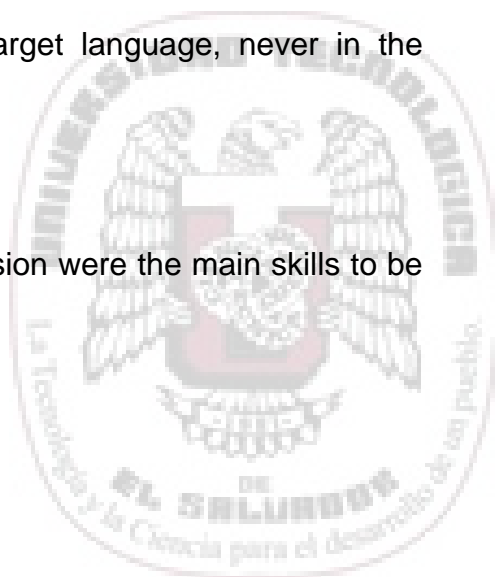 arget language, never in the
UNIVERSIDAD TECNOLOGICA
sion were the main skills to be
La Tecnología y la Ciencia para el desarrollo de un pueblo.
DE
EL SALVADOR